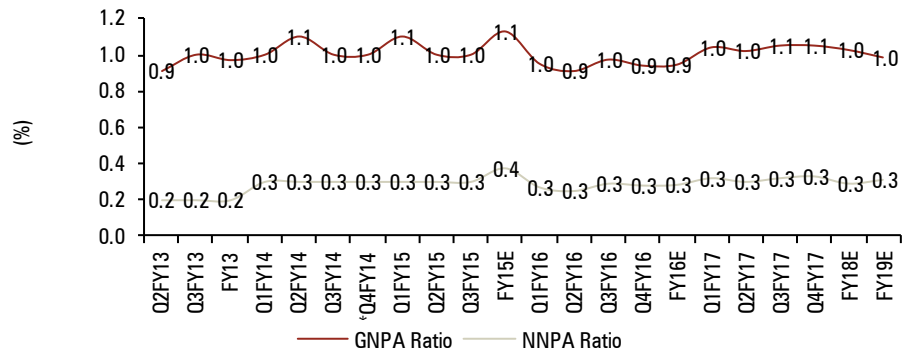 1.2
1.0
0.8
0.6
0.4
0.2
0.0
(%)
0.9 1.0 1.0 1.0 1.1 1.0 1.0 1.1 1.0 1.0 1.1 1.0 0.9 1.0 0.9 0.9 1.0 1.0 1.1 1.1 1.0 1.0
0.2 0.2 0.2 0.3 0.3 0.3 0.3 0.3 0.3 0.3 0.4 0.3 0.3 0.3 0.3 0.3 0.3 0.3 0.3 0.3 0.3 0.3
Q2FY13
Q3FY13
FY13
Q1FY14
Q2FY14
Q3FY14
*Q4FY14
Q1FY15
Q2FY15
Q3FY15
FY15E
Q1FY16
Q2FY16
Q3FY16
Q4FY16
FY16E
Q1FY17
Q2FY17
Q3FY17
Q4FY17
FY18E
FY19E
GNPA Ratio
NNPA Ratio